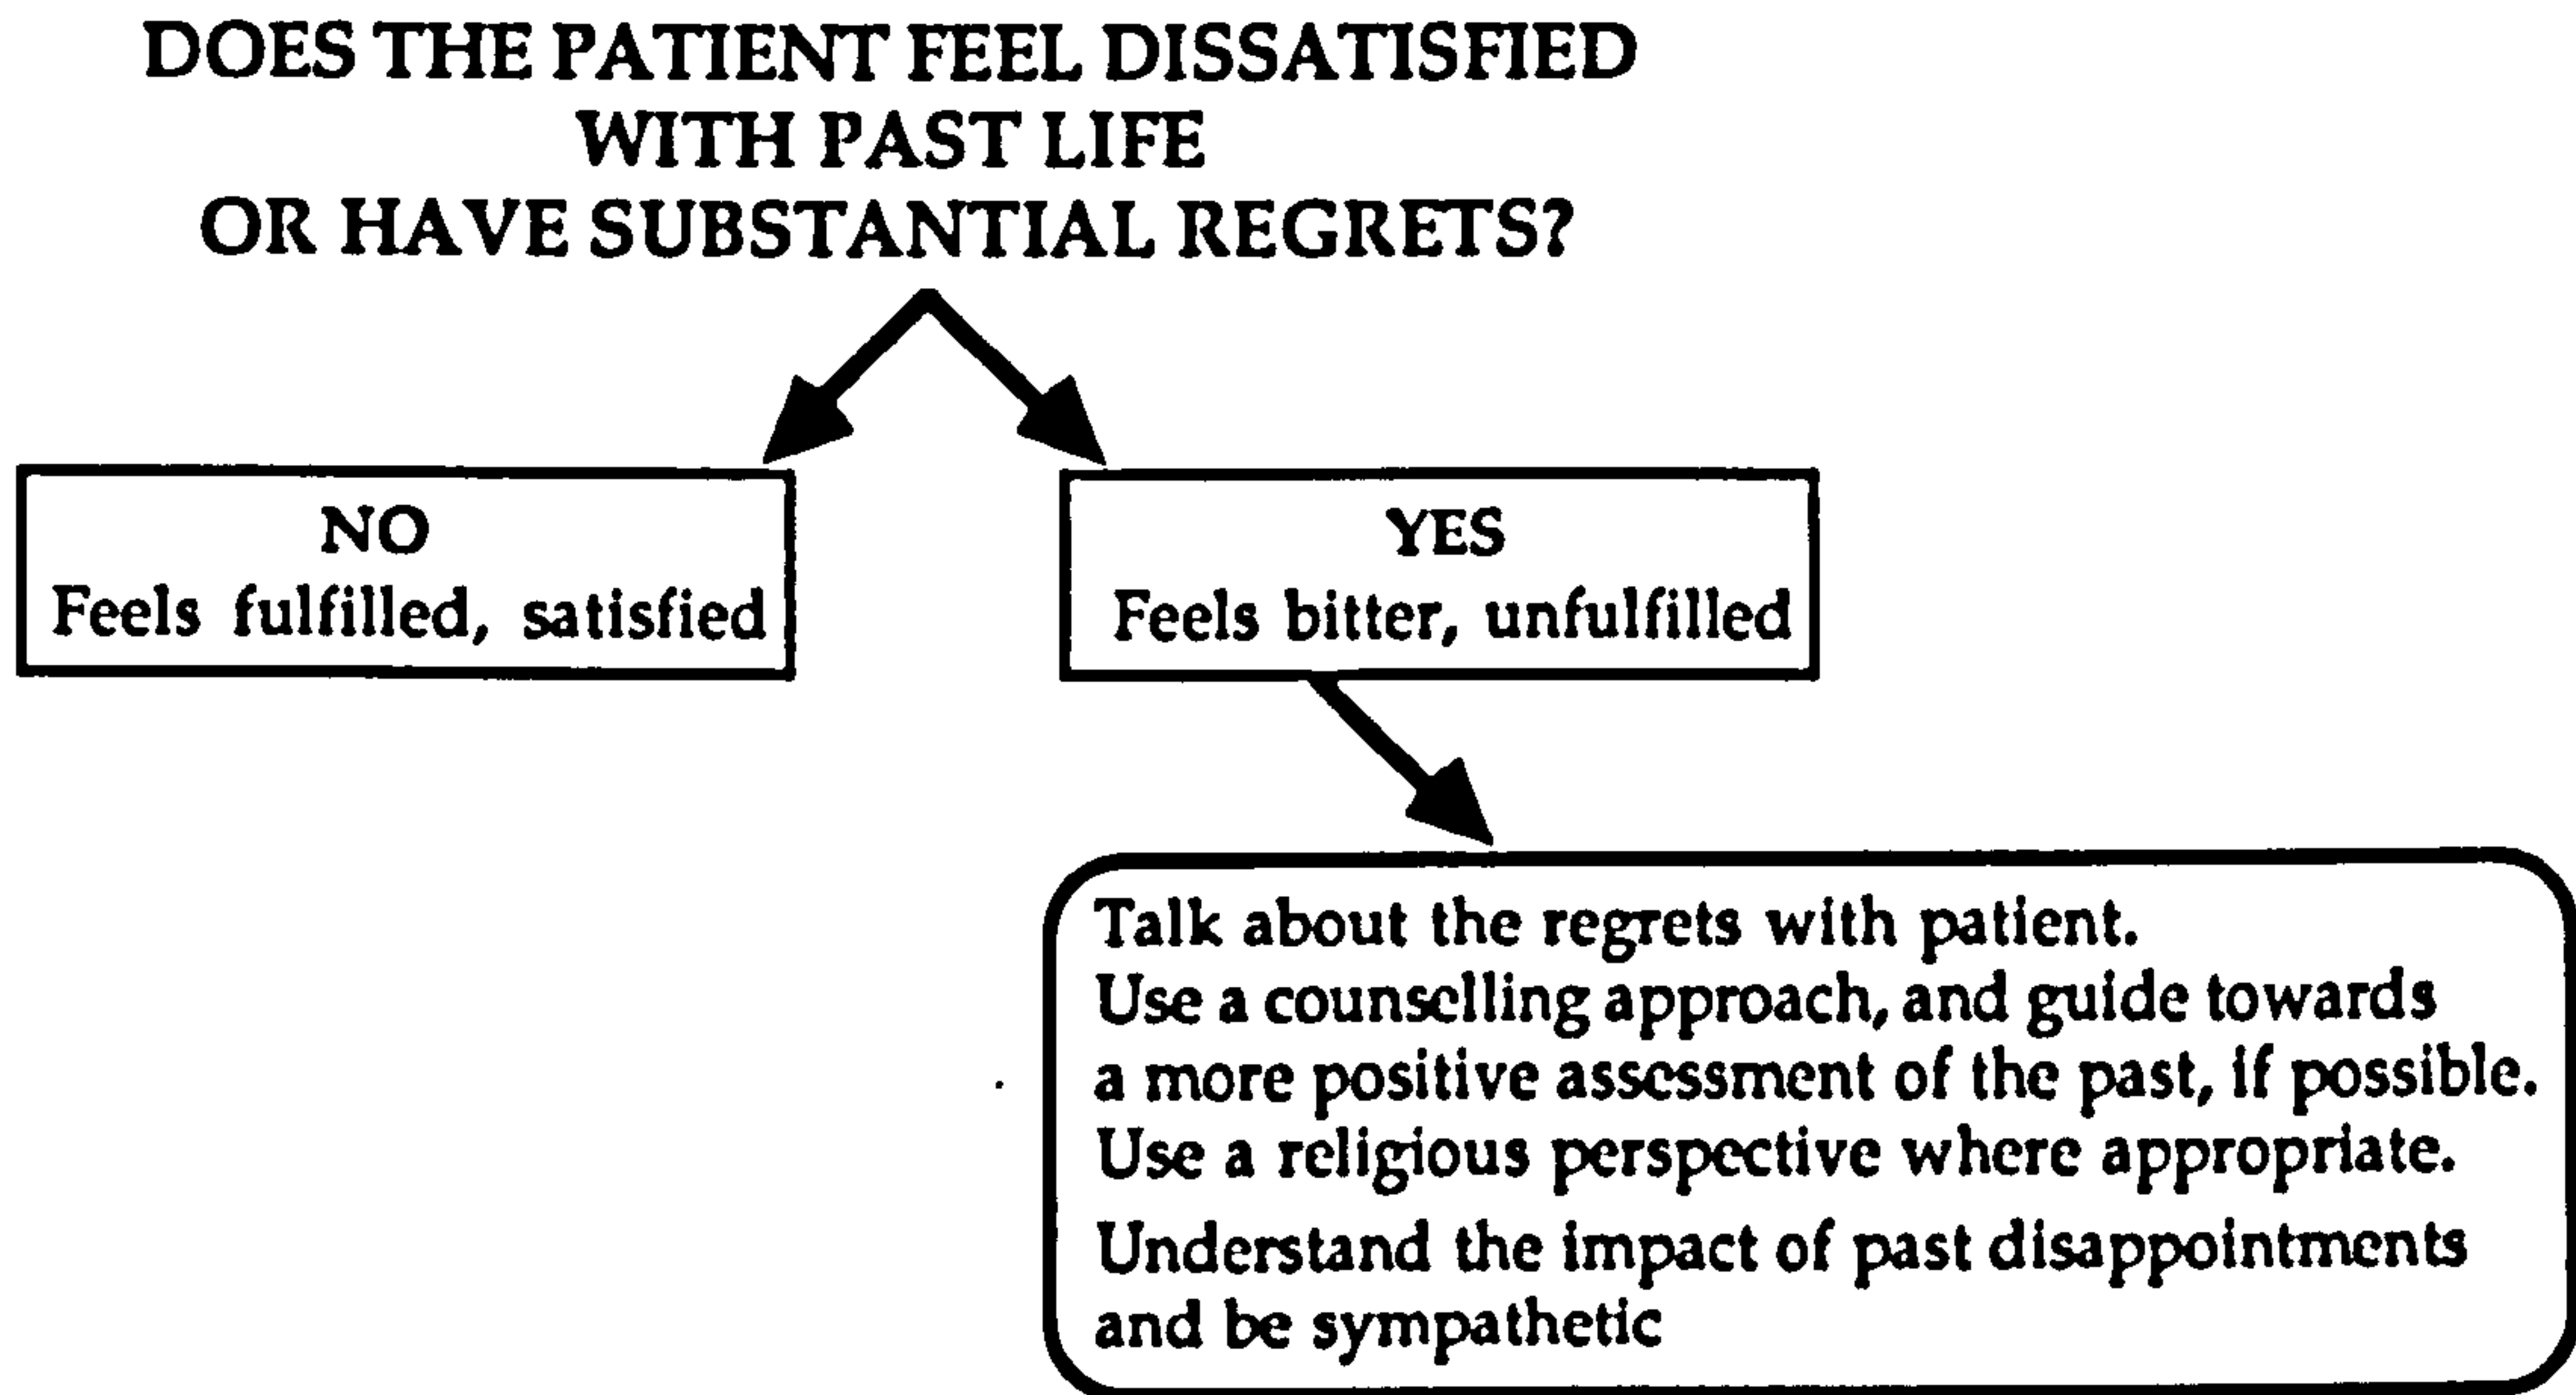 DOES THE PATIENT FEEL DISSATISFIED
WITH PAST LIFE
OR HAVE SUBSTANTIAL REGRETS?
NO
Feels fulfilled, satisfied
YES
Feels bitter, unfulfilled
Talk about the regrets with patient.
Use a counselling approach, and guide towards
a more positive assessment of the past, if possible.
Use a religious perspective where appropriate.
Understand the impact of past disappointments
and be sympathetic